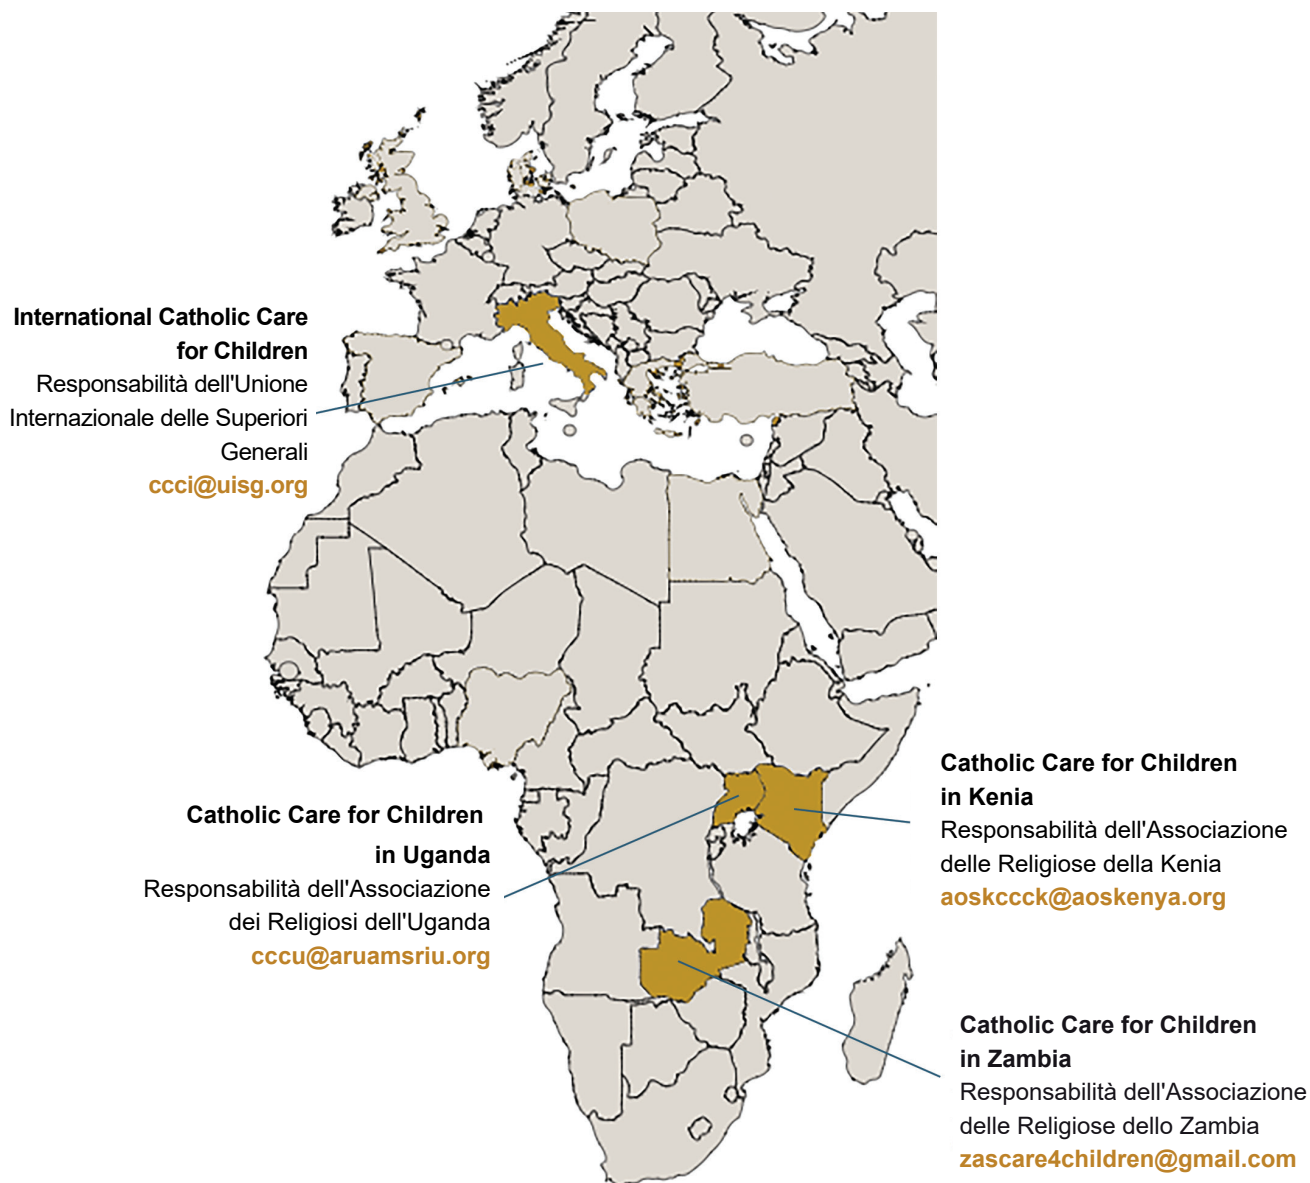 International Catholic Care
for Children
Responsabilità dell'Unione
Internazionale delle Superiori
Generali
ccci@uisg.org
Catholic Care for Children
in Uganda
Responsabilità dell'Associazione
dei Religiosi dell'Uganda
cccu@aruamsriu.org
Catholic Care for Children
in Kenia
Responsabilità dell'Associazione
delle Religiose della Kenia
aoskccck@aoskenya.org
Catholic Care for Children
in Zambia
Responsabilità dell'Associazione
delle Religiose dello Zambia
zascare4children@gmail.com